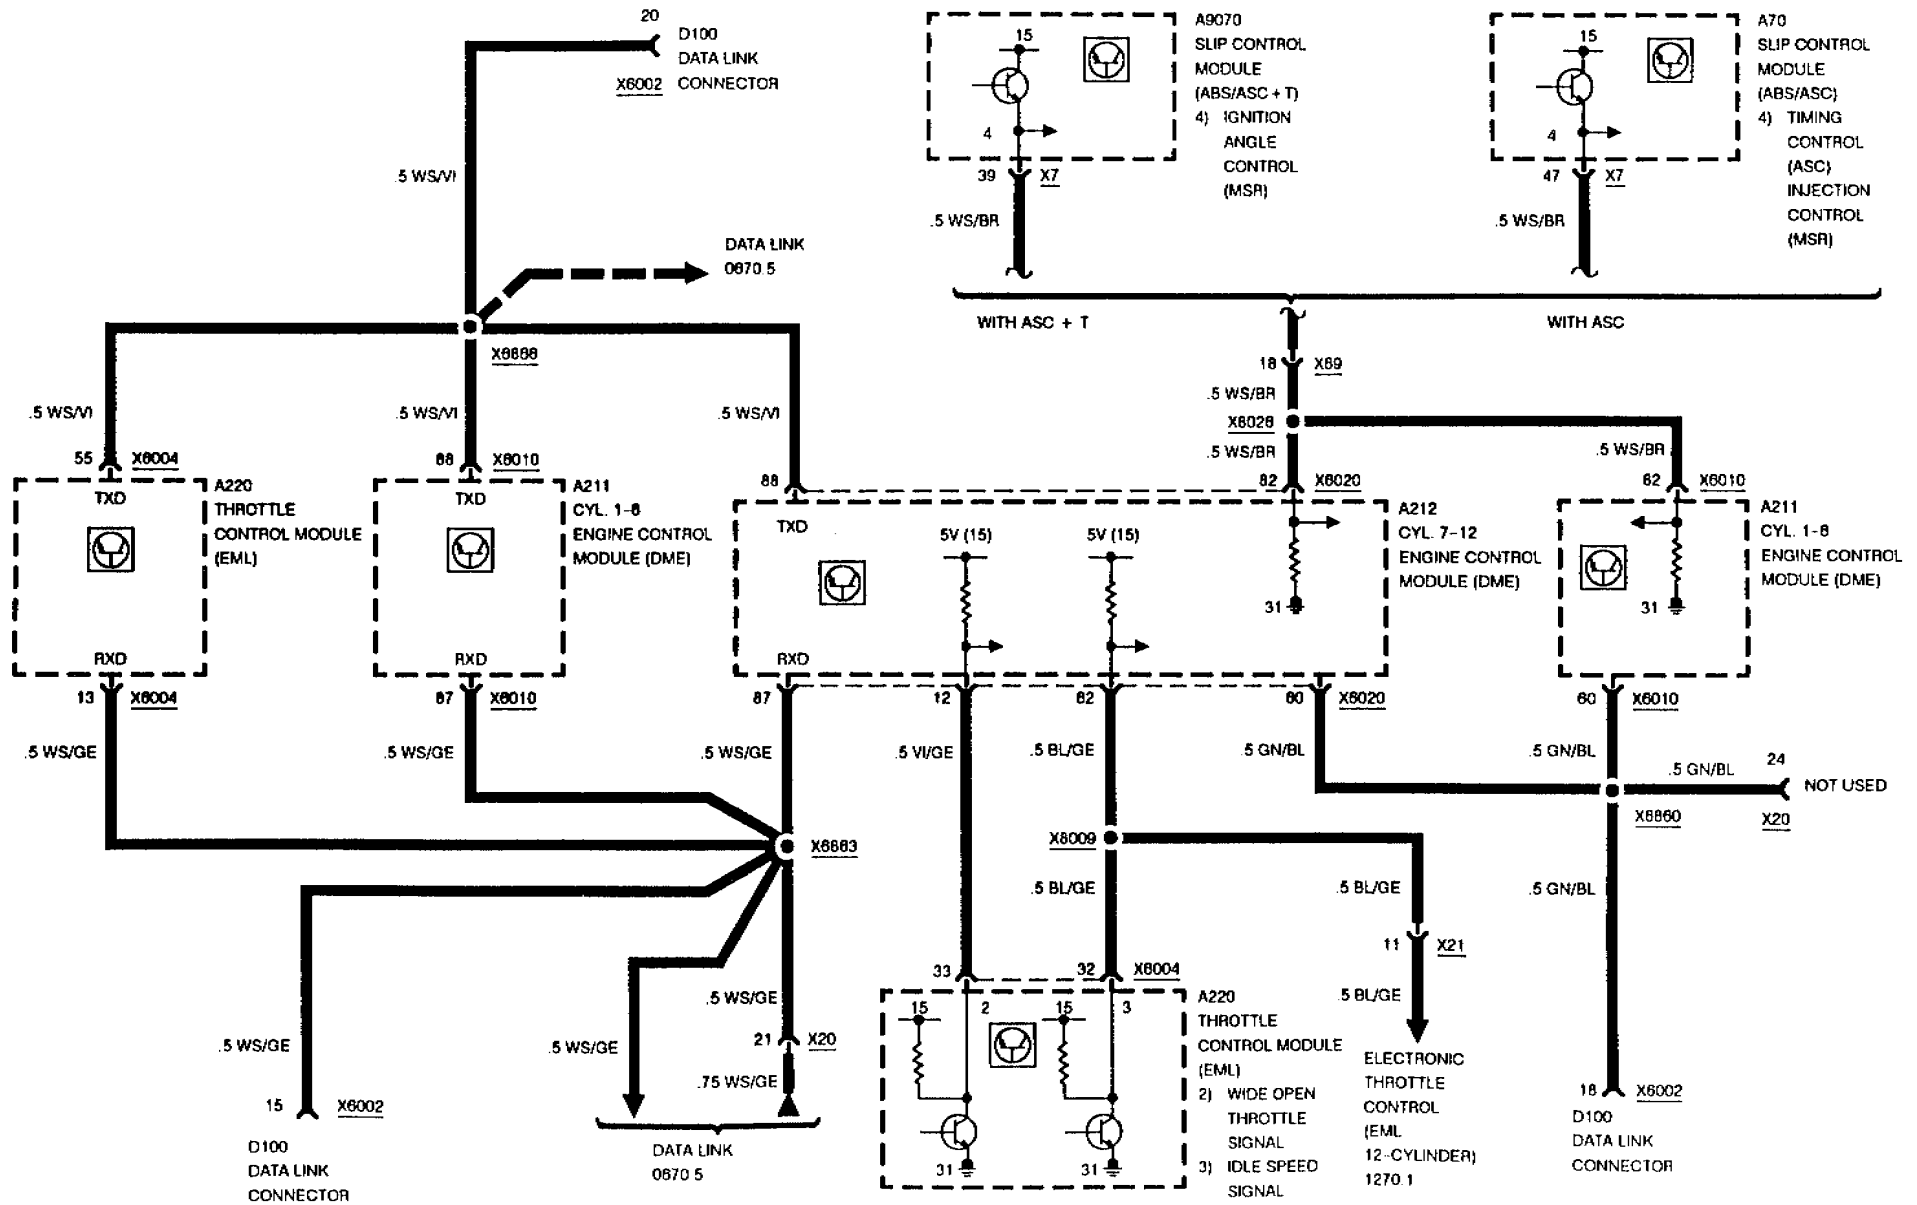 20
D100
DATA LINK
X6002 CONNECTOR
.5 WS/VI
DATA LINK
0670.5
X8888
.5 WS/VI
.5 WS/VI
.5 WS/VI
A9070
SLIP CONTROL
MODULE
(ABS/ASC + T)
4) IGNITION
ANGLE
CONTROL
(MSR)
15
4
39 X7
.5 WS/BR
A70
SLIP CONTROL
MODULE
(ABS/ASC)
4) TIMING
CONTROL
(ASC)
INJECTION
CONTROL
(MSR)
15
4
47 X7
.5 WS/BR
WITH ASC + T
WITH ASC
18 X69
.5 WS/BR
X6028
.5 WS/BR
.5 WS/BR
55 X6004
TXD
A220
THROTTLE
CONTROL MODULE
(EML)
RXD
13 X6004
88 X6010
TXD
A211
CYL. 1-6
ENGINE CONTROL
MODULE (DME)
RXD
87 X6010
88
82 X6020
TXD
5V (15)
5V (15)
31
A212
CYL. 7-12
ENGINE CONTROL
MODULE (DME)
RXD
87
12
62
60 X6020
62 X6010
A211
CYL. 1-6
ENGINE CONTROL
MODULE (DME)
31
60 X6010
.5 WS/GE
.5 WS/GE
.5 WS/GE
.5 VI/GE
.5 BL/GE
.5 GN/BL
.5 GN/BL
.5 GN/BL
24
NOT USED
X20
X6860
X6883
X6009
.5 BL/GE
.5 BL/GE
.5 GN/BL
11 X21
.5 BL/GE
ELECTRONIC
THROTTLE
CONTROL
(EML
12-CYLINDER)
1270.1
33
32 X6004
15
2
15
3
31
31
A220
THROTTLE
CONTROL MODULE
(EML)
2) WIDE OPEN
THROTTLE
SIGNAL
3) IDLE SPEED
SIGNAL
.5 WS/GE
21 X20
.5 WS/GE
.5 WS/GE
.75 WS/GE
15 X6002
D100
DATA LINK
CONNECTOR
DATA LINK
0670.5
18 X6002
D100
DATA LINK
CONNECTOR